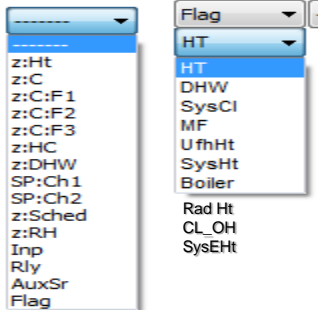 -------
-------
z:Ht
z:C
z:C:F1
z:C:F2
z:C:F3
z:HC
z:DHW
SP:Ch1
SP:Ch2
z:Sched
z:RH
Inp
Rly
AuxSr
Flag
Flag
HT
HT
DHW
SysCl
MF
UfhHt
SysHt
Boiler
Rad Ht
CL_OH
SysEHt